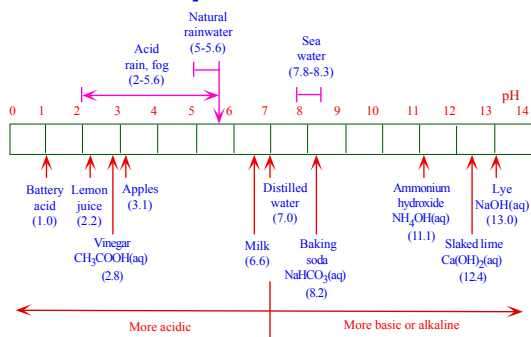 Natural
rainwater
(5-5.6)
Acid
rain, fog
(2-5.6)
Sea
water
(7.8-8.3)
0 1 2 3 4 5 6 7 8 9 10 11 12 13 pH 14
Battery
acid
(1.0)
Lemon
juice
(2.2)
Apples
(3.1)
Vinegar
CH3COOH(aq)
(2.8)
Milk
(6.6)
Distilled
water
(7.0)
Baking
soda
NaHCO3(aq)
(8.2)
Ammonium
hydroxide
NH4OH(aq)
(11.1)
Slaked lime
Ca(OH)2(aq)
(12.4)
Lye
NaOH(aq)
(13.0)
More acidic
More basic or alkaline